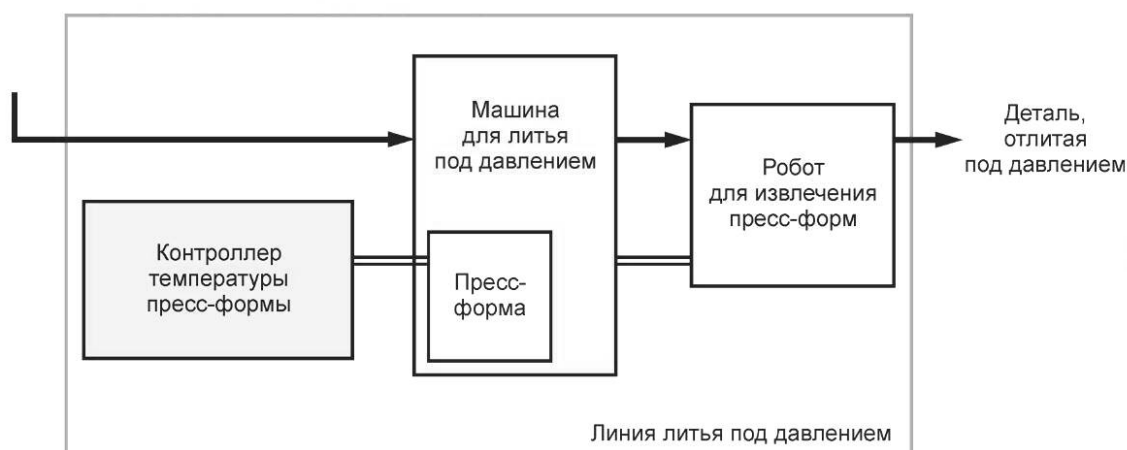 Машина
для литья
под давлением
Деталь,
отлитая
под давлением
Робот
для извлечения
пресс-форм
Контроллер
температуры
пресс-формы
Пресс-
форма
Линия литья под давлением